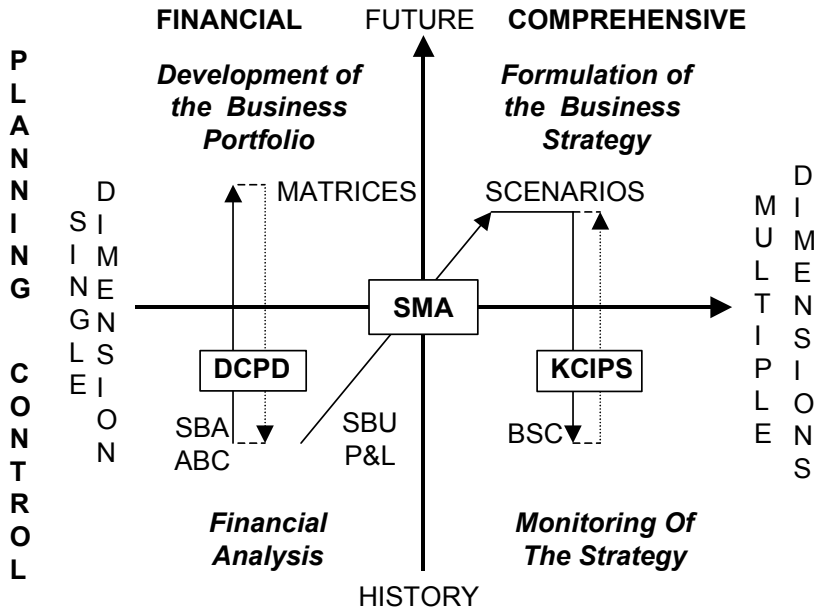 FINANCIAL FUTURE COMPREHENSIVE
Development of
the Business
Portfolio
Formulation of
the Business
Strategy
PLANNING
CONTROL
SINGLE
DIMENSION
MATRICES
SCENARIOS
MULTIPLE
DIMENSIONS
SMA
DCPD
KCIPS
SBA
ABC
SBU
P&L
BSC
Financial
Analysis
Monitoring Of
The Strategy
HISTORY